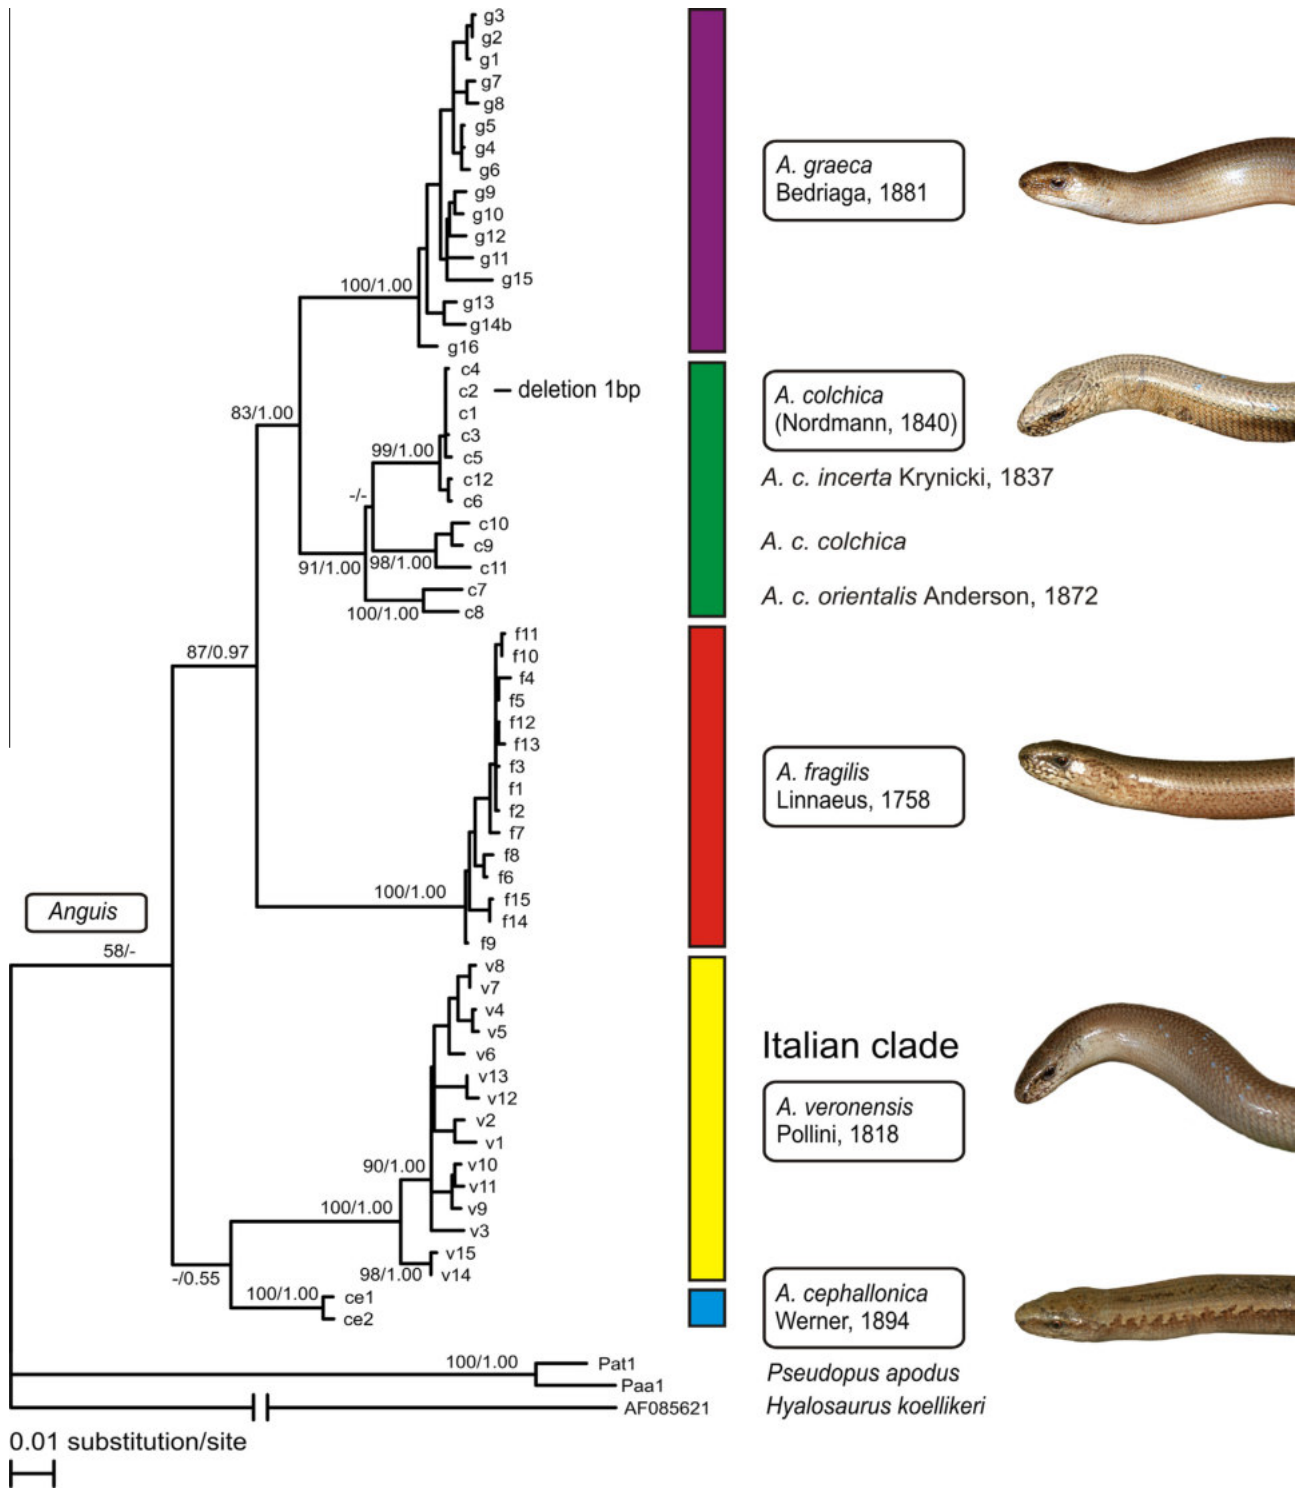 g3
g2
g1
g7
g8
g5
g4
g6
g9
g10
g12
g11
g15
g13
g14b
g16
100/1.00
A. graeca
Bedriaga, 1881
c4
c2 – deletion 1bp
c1
c3
c5
c12
c6
c10
c9
c11
c7
c8
83/1.00
99/1.00
-/-
98/1.00
91/1.00
100/1.00
A. colchica
(Nordmann, 1840)
A. c. incerta Krynicki, 1837
A. c. colchica
A. c. orientalis Anderson, 1872
f11
f10
f4
f5
f12
f13
f3
f1
f2
f7
f8
f6
f15
f14
f9
87/0.97
100/1.00
A. fragilis
Linnaeus, 1758
Anguis
58/-
v8
v7
v4
v5
v6
v13
v12
v2
v1
v10
v11
v9
v3
v15
v14
90/1.00
100/1.00
98/1.00
-/0.55
Italian clade
A. veronensis
Pollini, 1818
100/1.00
ce1
ce2
A. cephallonica
Werner, 1894
100/1.00
Pat1
Paa1
AF085621
Pseudopus apodus
Hyalosaurus koellikeri
0.01 substitution/site